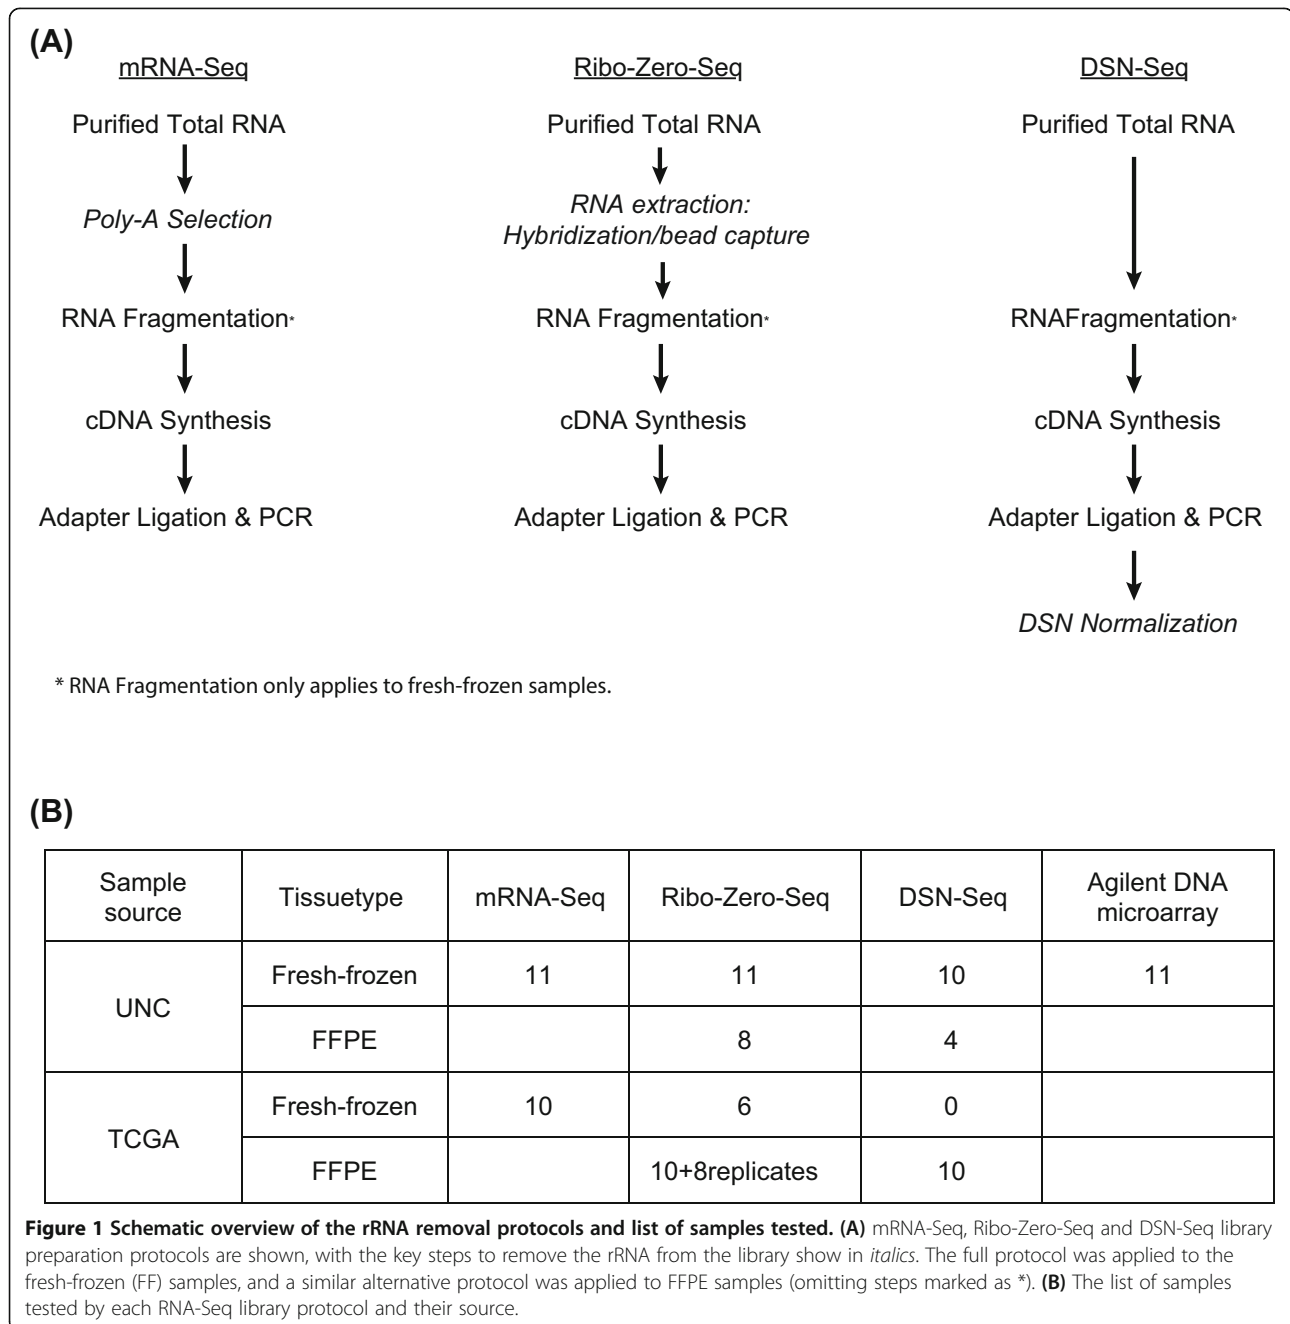 (A)
mRNA-Seq Ribo-Zero-Seq DSN-Seq
Purified Total RNA Purified Total RNA Purified Total RNA
Poly-A Selection RNA extraction:
Hybridization/bead capture
RNA Fragmentation* RNA Fragmentation* RNAFragmentation*
cDNA Synthesis cDNA Synthesis cDNA Synthesis
Adapter Ligation & PCR Adapter Ligation & PCR Adapter Ligation & PCR
DSN Normalization
* RNA Fragmentation only applies to fresh-frozen samples.
(B)
Sample source Tissuetype mRNA-Seq Ribo-Zero-Seq DSN-Seq Agilent DNA microarray
UNC Fresh-frozen 11 11 10 11
FFPE 8 4
TCGA Fresh-frozen 10 6 0
FFPE 10+8replicates 10
Figure 1 Schematic overview of the rRNA removal protocols and list of samples tested. (A) mRNA-Seq, Ribo-Zero-Seq and DSN-Seq library
preparation protocols are shown, with the key steps to remove the rRNA from the library show in italics. The full protocol was applied to the
fresh-frozen (FF) samples, and a similar alternative protocol was applied to FFPE samples (omitting steps marked as *). (B) The list of samples
tested by each RNA-Seq library protocol and their source.